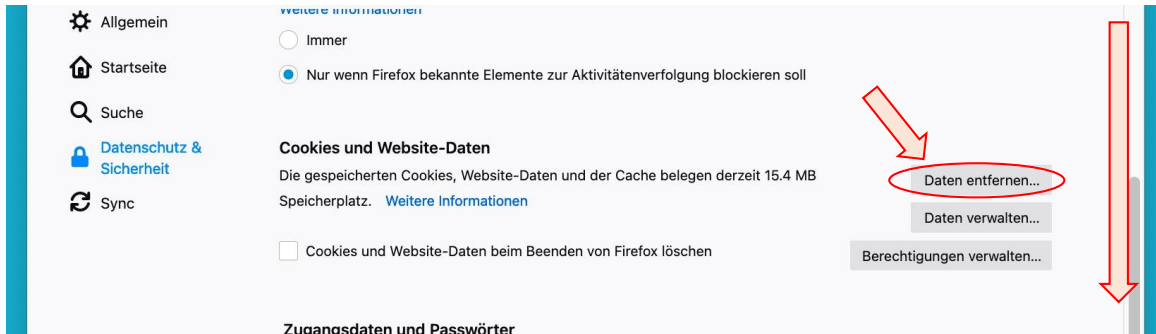 Allgemein
Startseite
Suche
Datenschutz &
Sicherheit
Sync
Weitere Informationen
Immer
Nur wenn Firefox bekannte Elemente zur Aktivitätenverfolgung blockieren soll
Cookies und Website-Daten
Die gespeicherten Cookies, Website-Daten und der Cache belegen derzeit 15.4 MB
Speicherplatz. Weitere Informationen
Daten entfernen...
Daten verwalten...
Cookies und Website-Daten beim Beenden von Firefox löschen
Berechtigungen verwalten...
Zugangsdaten und Passwörter